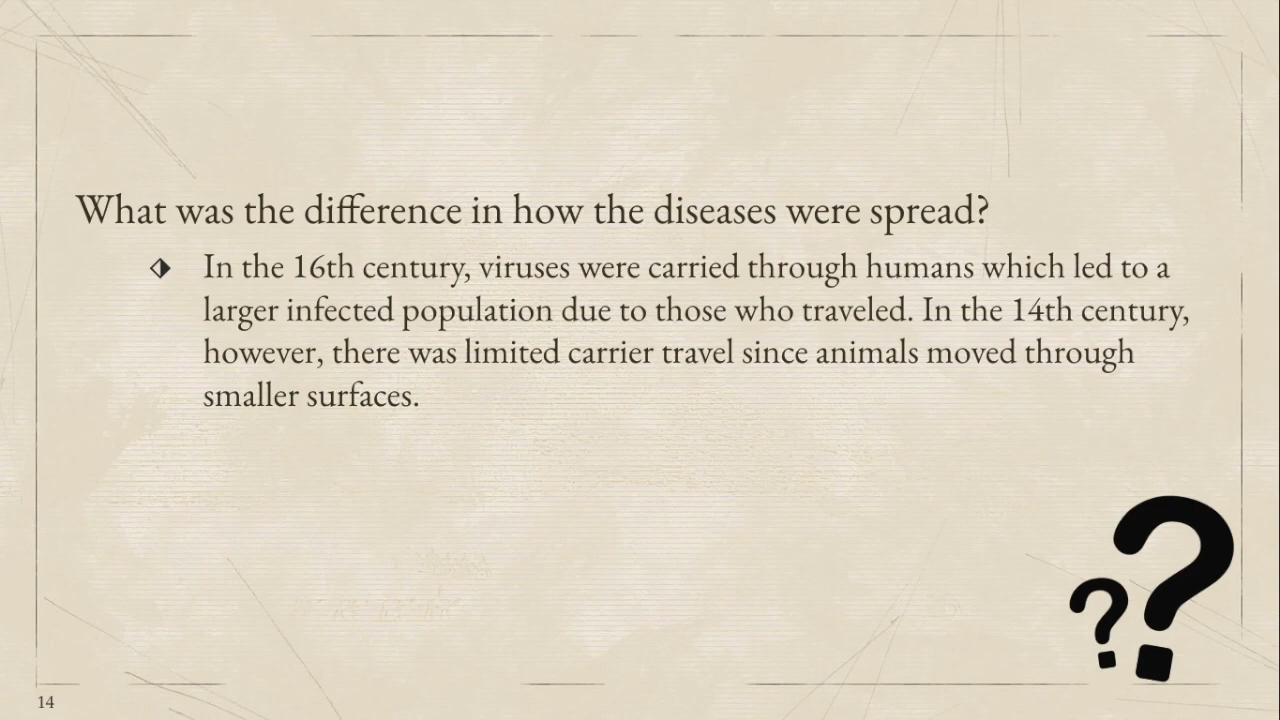 What was the difference in how the diseases were spread?
In the 16th century, viruses were carried through humans which led to a
larger infected population due to those who traveled. In the 14th century,
however, there was limited carrier travel since animals moved through
smaller surfaces.
??
14